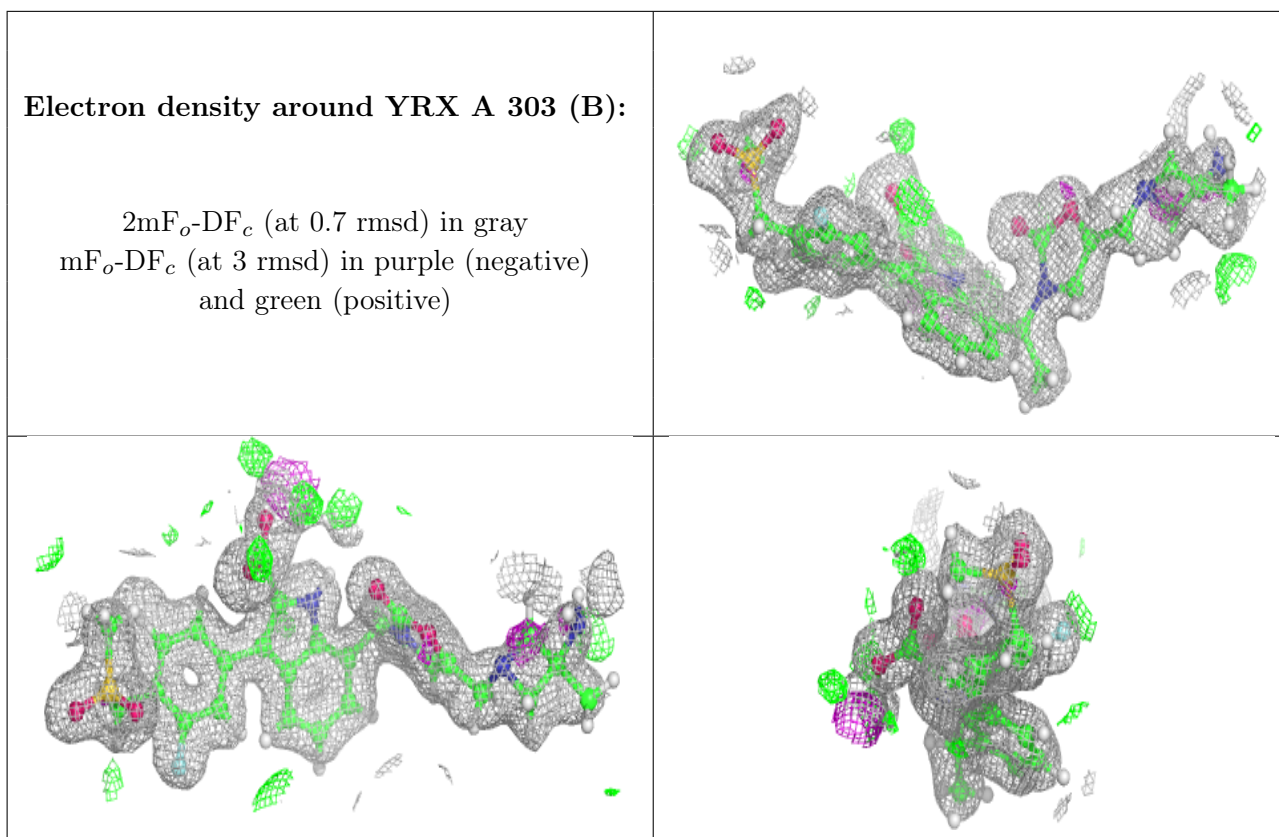 Electron density around YRX A 303 (B):
2mFₒ-DF𝒸 (at 0.7 rmsd) in gray
mFₒ-DF𝒸 (at 3 rmsd) in purple (negative)
and green (positive)